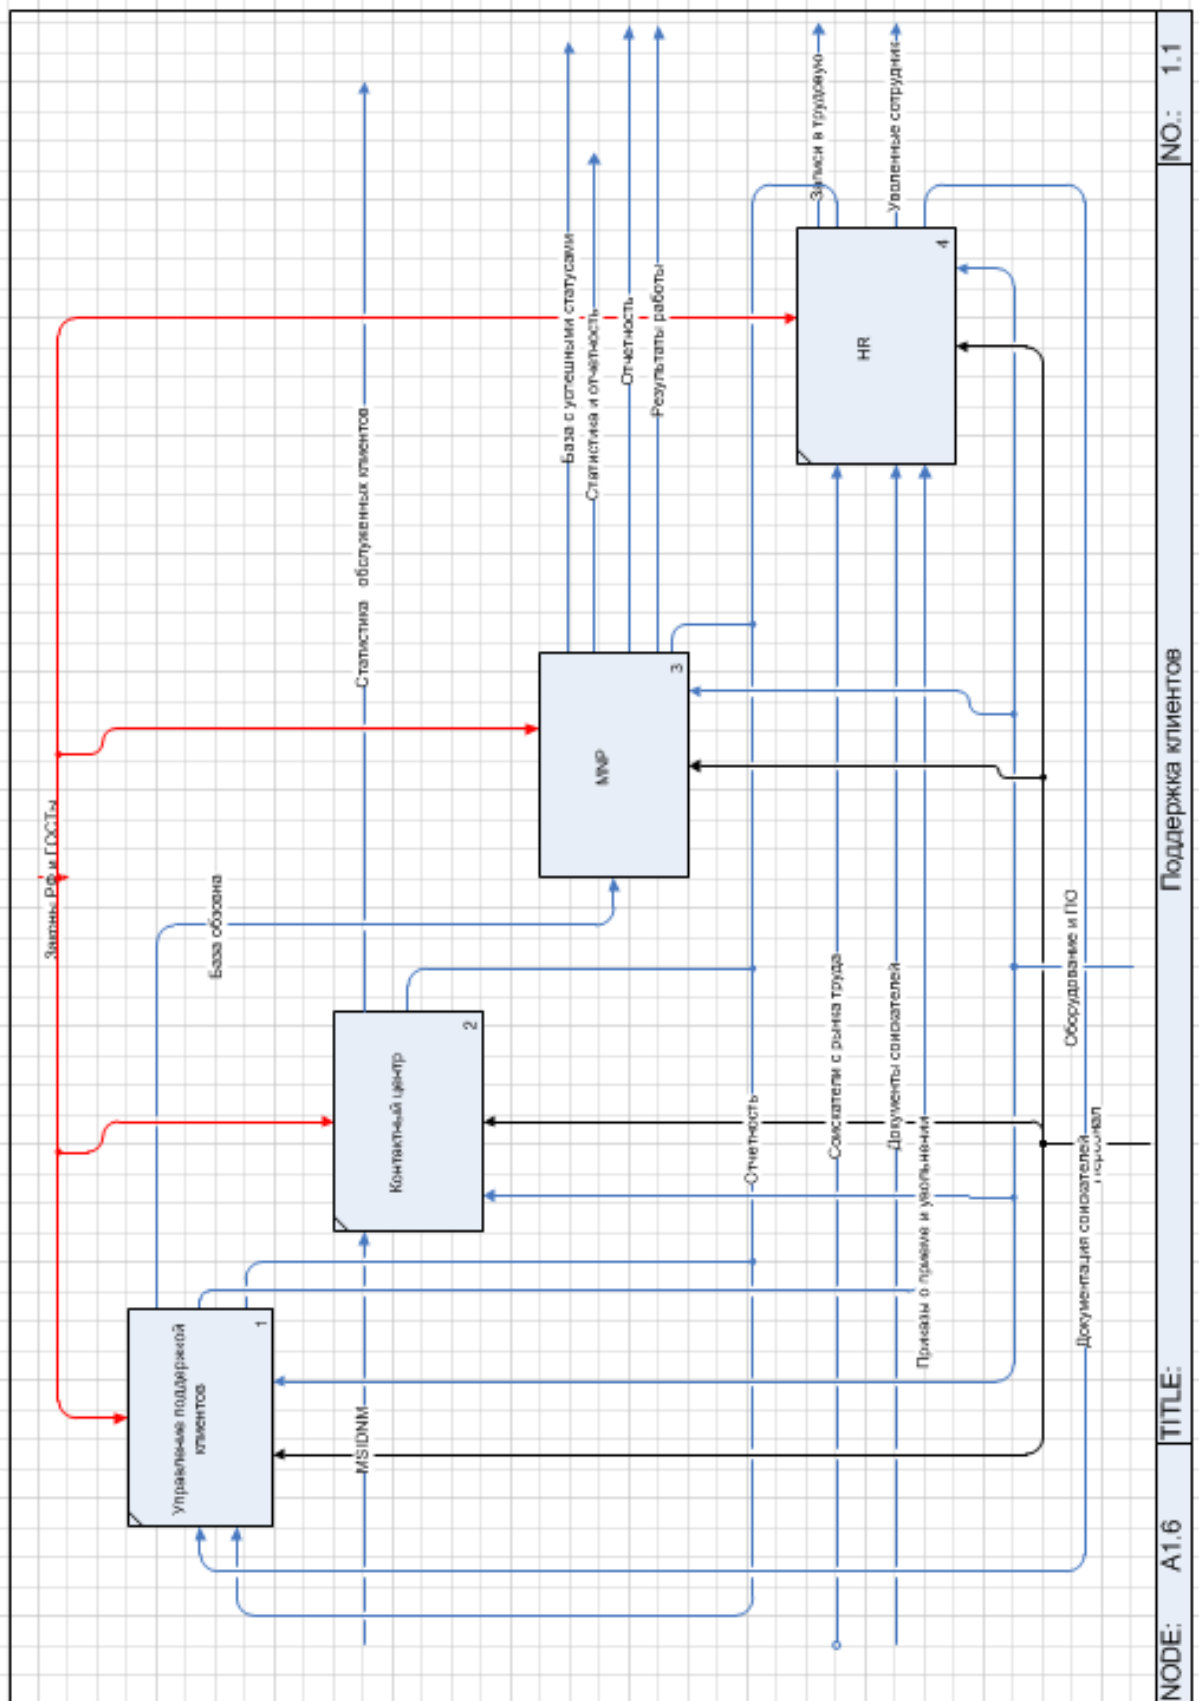 Законы РФ и ГОСТы
Управление поддержкой
клиентов
1
База обзвона
MSIDNM
Контактный центр
2
Статистика обслуженных клиентов
MNP
3
База с успешными статусами
Статистика и отчетность
Отчетность
Результаты работы
HR
4
Записи в трудовую
Уволенные сотрудник
Отчетность
Соискатели с рынка труда
Документы соискателей
Приказы о приеме и увольнении
Оборудование и ПО
Документация соискателей
Персонал
NODE: A1.6 TITLE: Поддержка клиентов NO.: 1.1